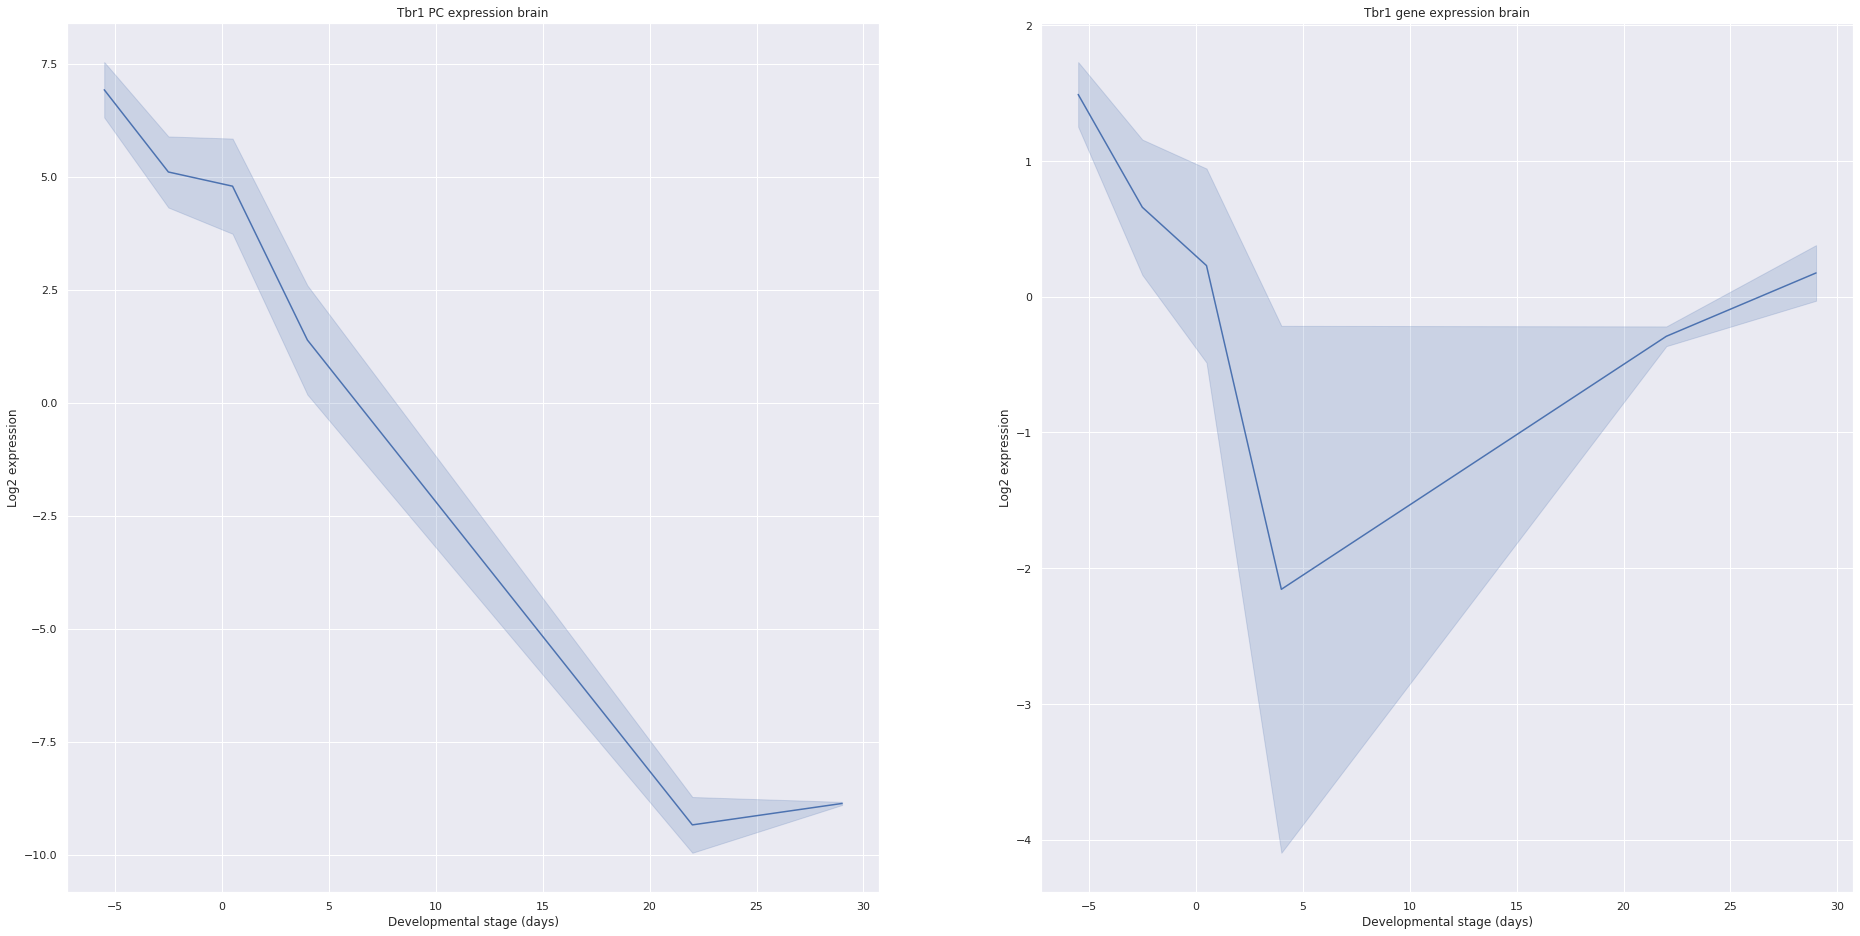 Tbr1 PC expression brain
Log2 expression
7.5
5.0
2.5
0.0
−2.5
−5.0
−7.5
−10.0
−5 0 5 10 15 20 25 30
Developmental stage (days)
Tbr1 gene expression brain
Log2 expression
2
1
0
−1
−2
−3
−4
−5 0 5 10 15 20 25 30
Developmental stage (days)